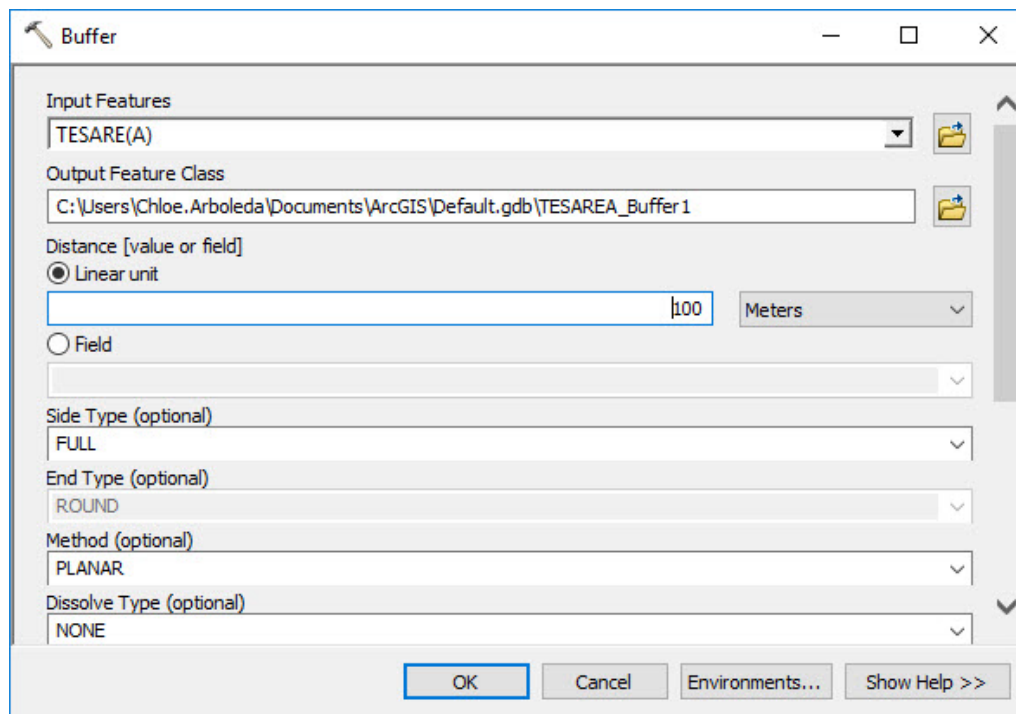 Buffer
Input Features
TESARE(A)
Output Feature Class
C:\Users\Chloe.Arboleda\Documents\ArcGIS\Default.gdb\TESAREA_Buffer1
Distance [value or field]
Linear unit
100 Meters
Field
Side Type (optional)
FULL
End Type (optional)
ROUND
Method (optional)
PLANAR
Dissolve Type (optional)
NONE
OK Cancel Environments... Show Help >>